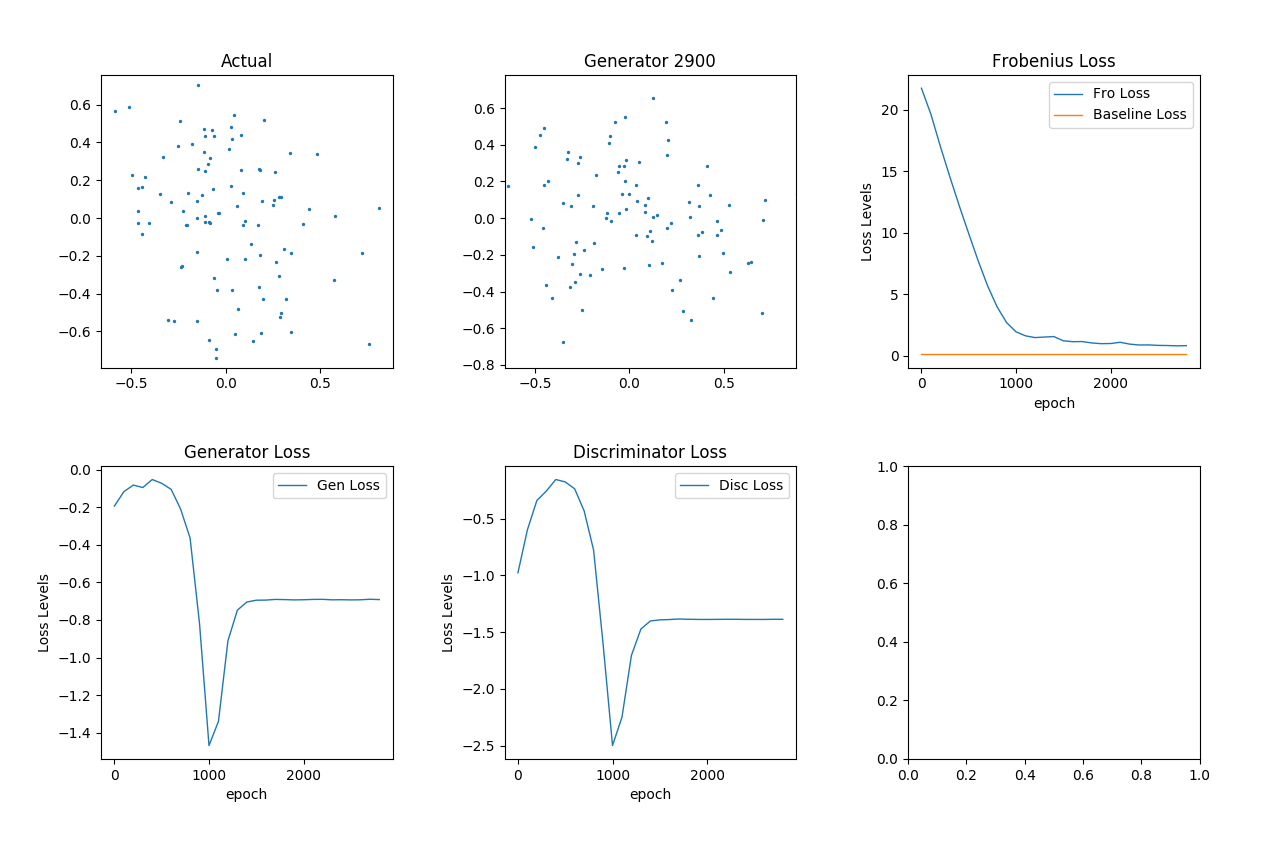 Actual
0.6
0.4
0.2
0.0
−0.2
−0.4
−0.6
−0.5 0.0 0.5
Generator 2900
0.6
0.4
0.2
0.0
−0.2
−0.4
−0.6
−0.8
−0.5 0.0 0.5
Frobenius Loss
Fro Loss
Baseline Loss
Loss Levels
20
15
10
5
0
0 1000 2000
epoch
Generator Loss
Gen Loss
Loss Levels
0.0
−0.2
−0.4
−0.6
−0.8
−1.0
−1.2
−1.4
0 1000 2000
epoch
Discriminator Loss
Disc Loss
Loss Levels
−0.5
−1.0
−1.5
−2.0
−2.5
0 1000 2000
epoch
1.0
0.8
0.6
0.4
0.2
0.0
0.0 0.2 0.4 0.6 0.8 1.0